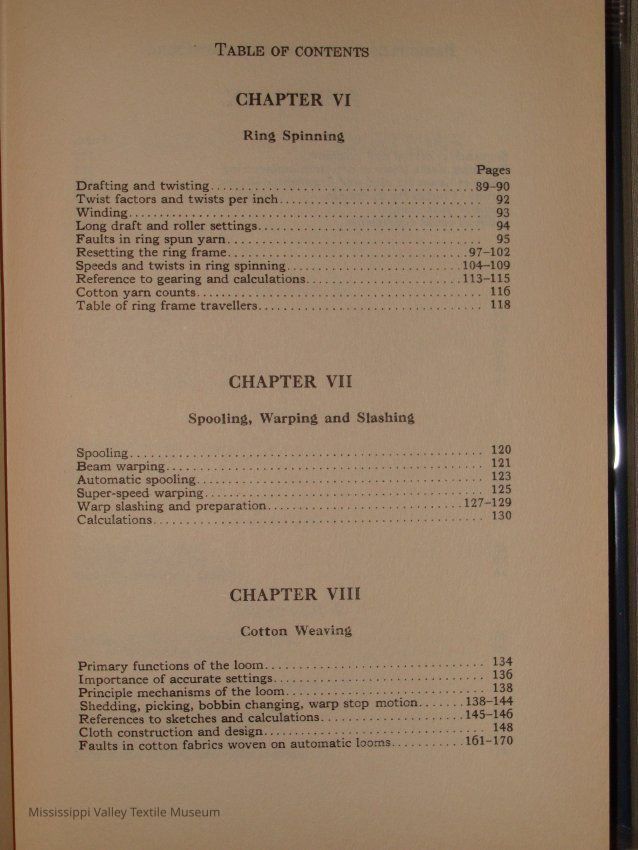 TABLE OF CONTENTS
CHAPTER VI
Ring Spinning
Pages
Drafting and twisting........................................89-90
Twist factors and twists per inch.............................. 92
Winding.................................................... 93
Long draft and roller settings................................. 94
Faults in ring spun yarn...................................... 95
Resetting the ring frame....................................97-102
Speeds and twists in ring spinning..........................104-109
Reference to gearing and calculations.......................113-115
Cotton yarn counts.......................................... 116
Table of ring frame travellers................................. 118
CHAPTER VII
Spooling, Warping and Slashing
Spooling.................................................... 120
Beam warping............................................... 121
Automatic spooling.......................................... 123
Super-speed warping......................................... 125
Warp slashing and preparation.............................127-129
Calculations................................................. 130
CHAPTER VIII
Cotton Weaving
Primary functions of the loom................................ 134
Importance of accurate settings............................... 136
Principle mechanisms of the loom............................. 138
Shedding, picking, bobbin changing, warp stop motion.......138-144
References to sketches and calculations.....................145-146
Cloth construction and design................................ 148
Faults in cotton fabrics woven on automatic looms...........161-170
Mississippi Valley Textile Museum